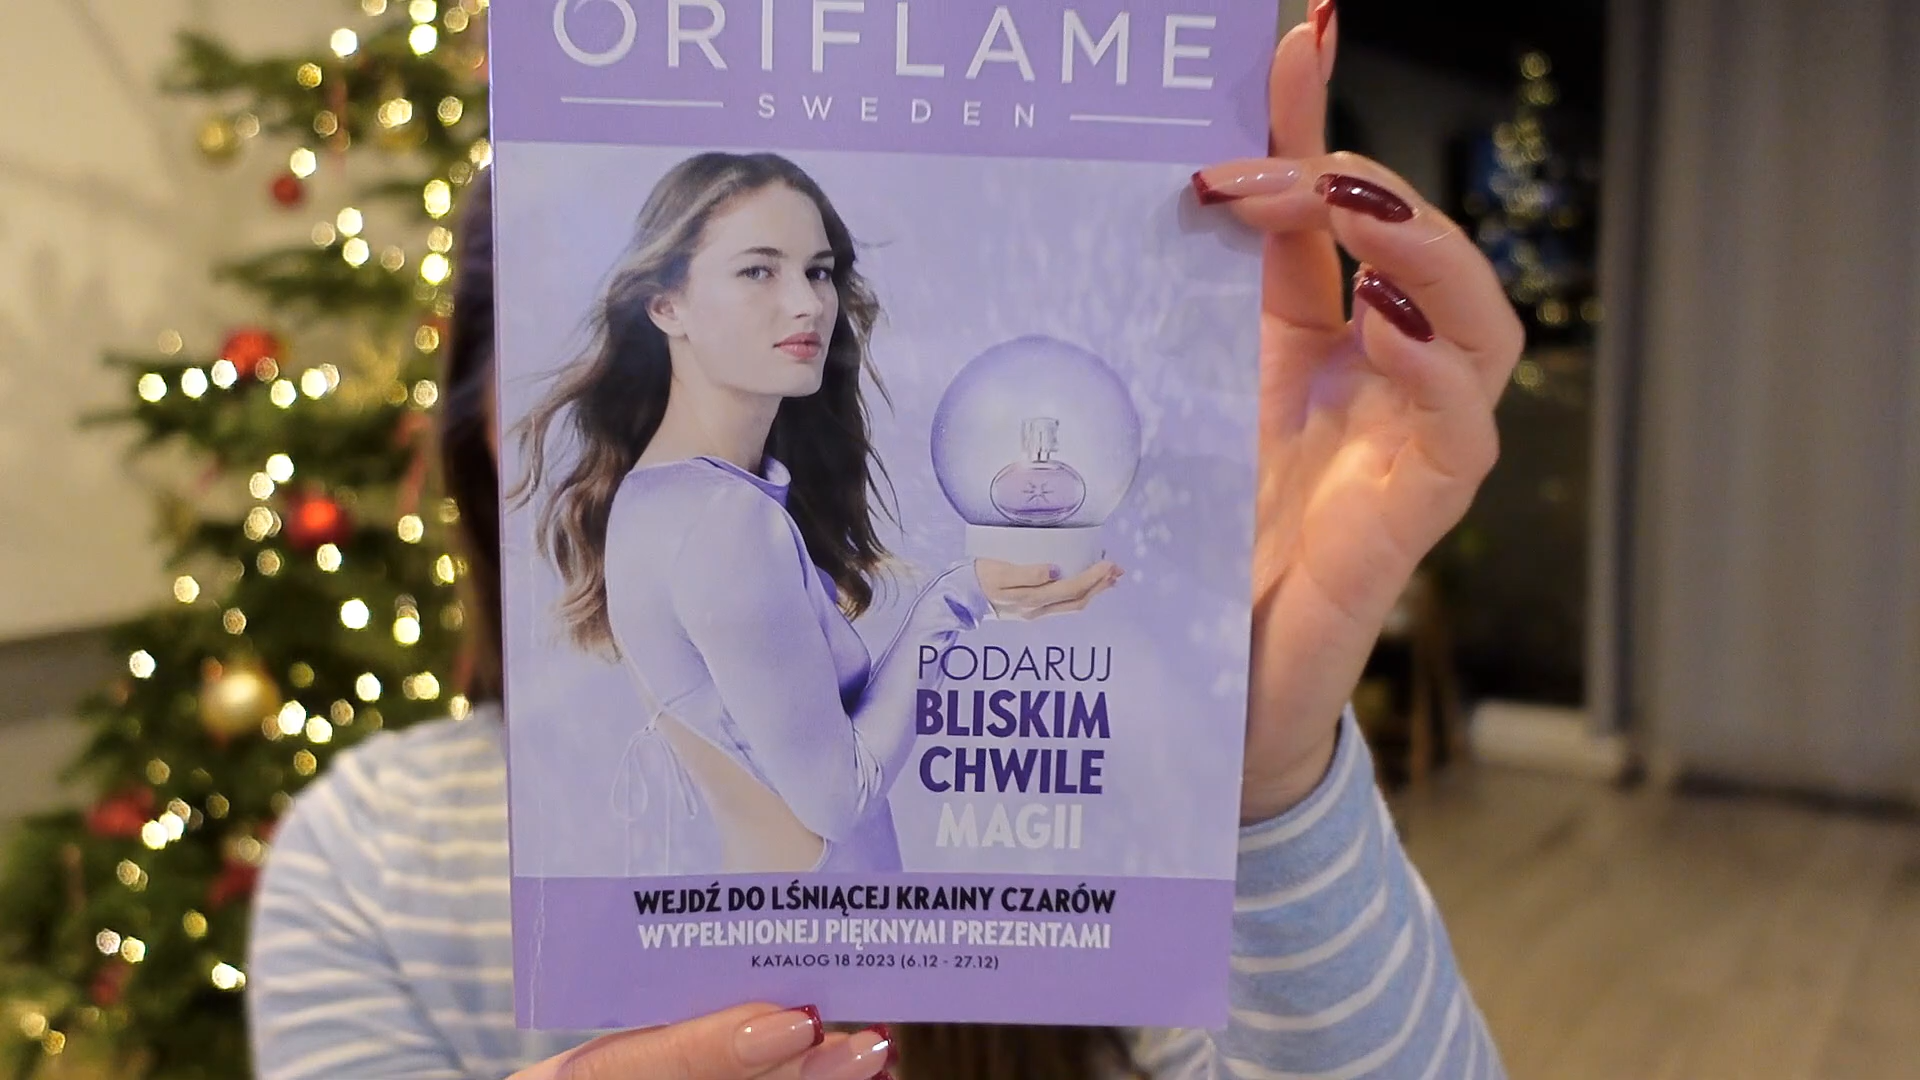 ORIFLAME
SWEDEN
PODARUJ
BLISKIM
CHWILE
MAGII
WEJDŹ DO LŚNIĄCEJ KRAINY CZARÓW
WYPEŁNIONEJ PIĘKNYMI PREZENTAMI
KATALOG 18 2023 (6.12 - 27.12)